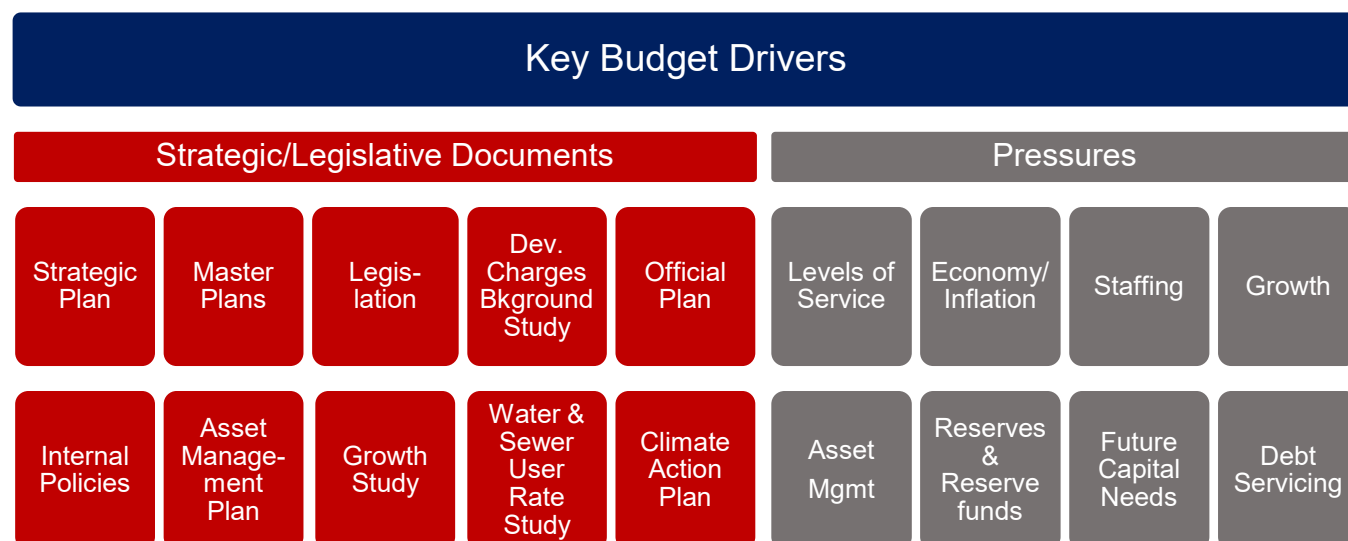 Key Budget Drivers
Strategic/Legislative Documents
Pressures
Strategic
Plan
Master
Plans
Legis-
lation
Dev.
Charges
Bkground
Study
Official
Plan
Levels of
Service
Economy/
Inflation
Staffing
Growth
Internal
Policies
Asset
Manage-
ment
Plan
Growth
Study
Water &
Sewer
User
Rate
Study
Climate
Action
Plan
Asset
Mgmt
Reserves
&
Reserve
funds
Future
Capital
Needs
Debt
Servicing